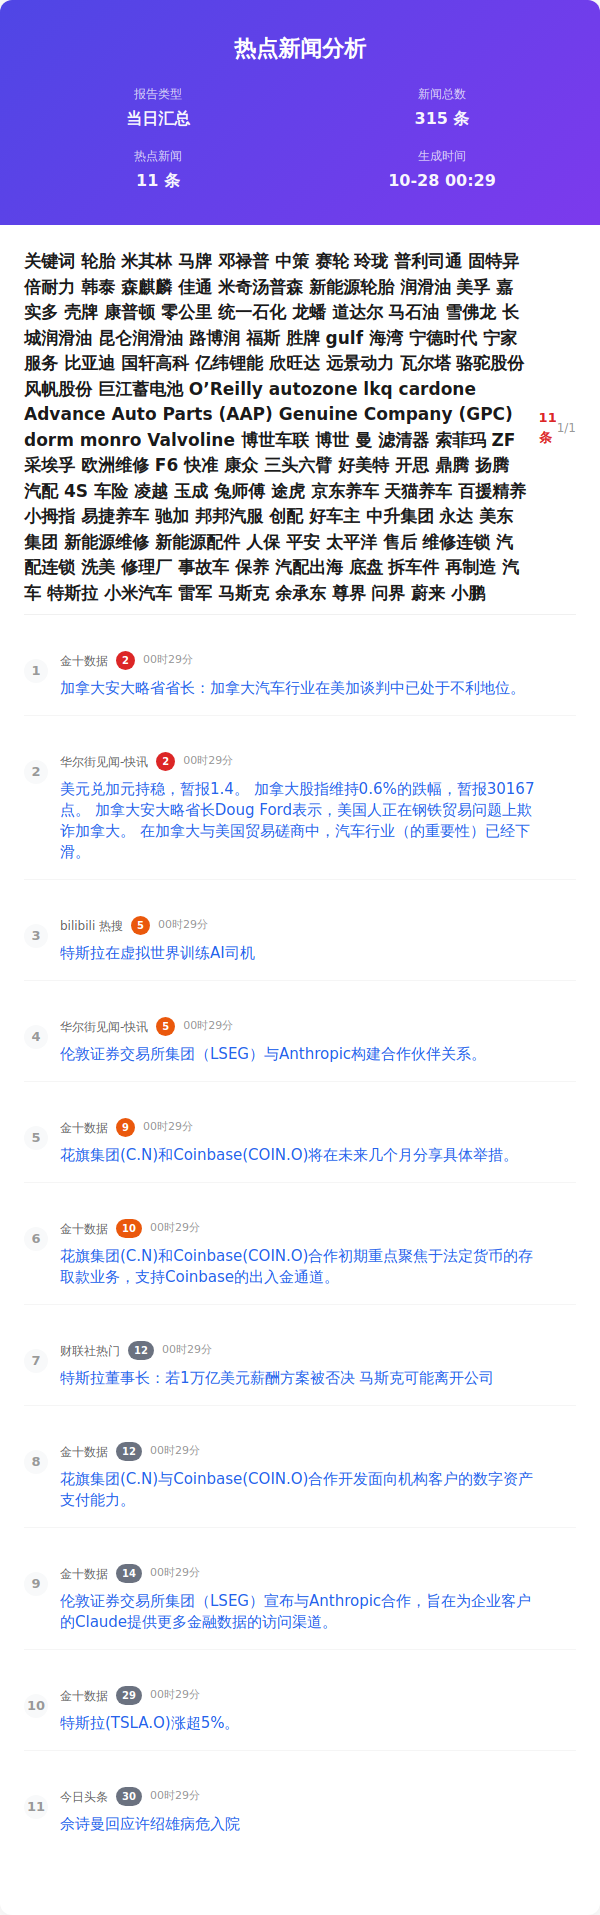 热点新闻分析
报告类型
当日汇总
新闻总数
315 条
热点新闻
11 条
生成时间
10-28 00:29
关键词 轮胎 米其林 马牌 邓禄普 中策 赛轮 玲珑 普利司通 固特异
倍耐力 韩泰 森麒麟 佳通 米奇汤普森 新能源轮胎 润滑油 美孚 嘉
实多 壳牌 康普顿 零公里 统一石化 龙蟠 道达尔 马石油 雪佛龙 长
城润滑油 昆仑润滑油 路博润 福斯 胜牌 gulf 海湾 宁德时代 宁家
服务 比亚迪 国轩高科 亿纬锂能 欣旺达 远景动力 瓦尔塔 骆驼股份
风帆股份 巨江蓄电池 O’Reilly autozone lkq cardone
Advance Auto Parts (AAP) Genuine Company (GPC)
dorm monro Valvoline 博世车联 博世 曼 滤清器 索菲玛 ZF
采埃孚 欧洲维修 F6 快准 康众 三头六臂 好美特 开思 鼎腾 扬腾
汽配 4S 车险 凌越 玉成 兔师傅 途虎 京东养车 天猫养车 百援精养
小拇指 易捷养车 驰加 邦邦汽服 创配 好车主 中升集团 永达 美东
集团 新能源维修 新能源配件 人保 平安 太平洋 售后 维修连锁 汽
配连锁 洗美 修理厂 事故车 保养 汽配出海 底盘 拆车件 再制造 汽
车 特斯拉 小米汽车 雷军 马斯克 余承东 尊界 问界 蔚来 小鹏
11
条
1/1
1
金十数据 2 00时29分
加拿大安大略省省长：加拿大汽车行业在美加谈判中已处于不利地位。
2
华尔街见闻-快讯 2 00时29分
美元兑加元持稳，暂报1.4。 加拿大股指维持0.6%的跌幅，暂报30167
点。 加拿大安大略省长Doug Ford表示，美国人正在钢铁贸易问题上欺
诈加拿大。 在加拿大与美国贸易磋商中，汽车行业（的重要性）已经下
滑。
3
bilibili 热搜 5 00时29分
特斯拉在虚拟世界训练AI司机
4
华尔街见闻-快讯 5 00时29分
伦敦证券交易所集团（LSEG）与Anthropic构建合作伙伴关系。
5
金十数据 9 00时29分
花旗集团(C.N)和Coinbase(COIN.O)将在未来几个月分享具体举措。
6
金十数据 10 00时29分
花旗集团(C.N)和Coinbase(COIN.O)合作初期重点聚焦于法定货币的存
取款业务，支持Coinbase的出入金通道。
7
财联社热门 12 00时29分
特斯拉董事长：若1万亿美元薪酬方案被否决 马斯克可能离开公司
8
金十数据 12 00时29分
花旗集团(C.N)与Coinbase(COIN.O)合作开发面向机构客户的数字资产
支付能力。
9
金十数据 14 00时29分
伦敦证券交易所集团（LSEG）宣布与Anthropic合作，旨在为企业客户
的Claude提供更多金融数据的访问渠道。
10
金十数据 29 00时29分
特斯拉(TSLA.O)涨超5%。
11
今日头条 30 00时29分
佘诗曼回应许绍雄病危入院